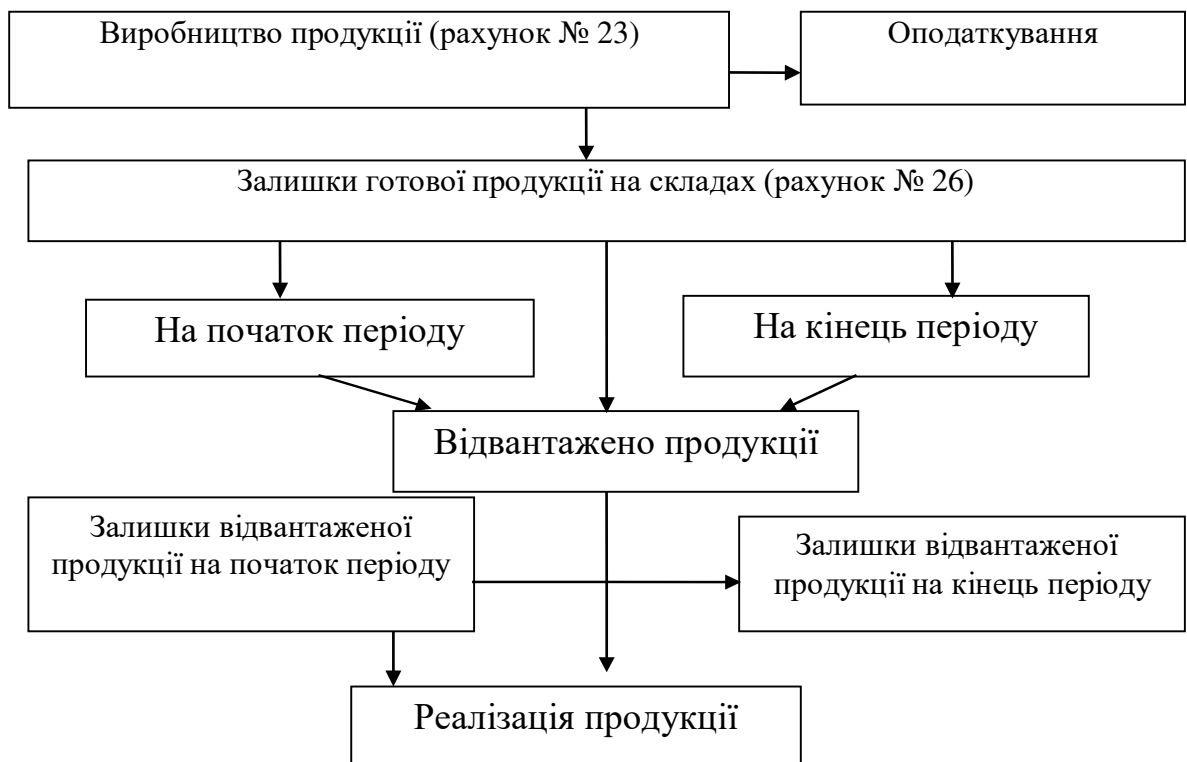 Виробництво продукції (рахунок № 23)
Оподаткування
Залишки готової продукції на складах (рахунок № 26)
На початок періоду
На кінець періоду
Відвантажено продукції
Залишки відвантаженої
продукції на початок періоду
Залишки відвантаженої
продукції на кінець періоду
Реалізація продукції